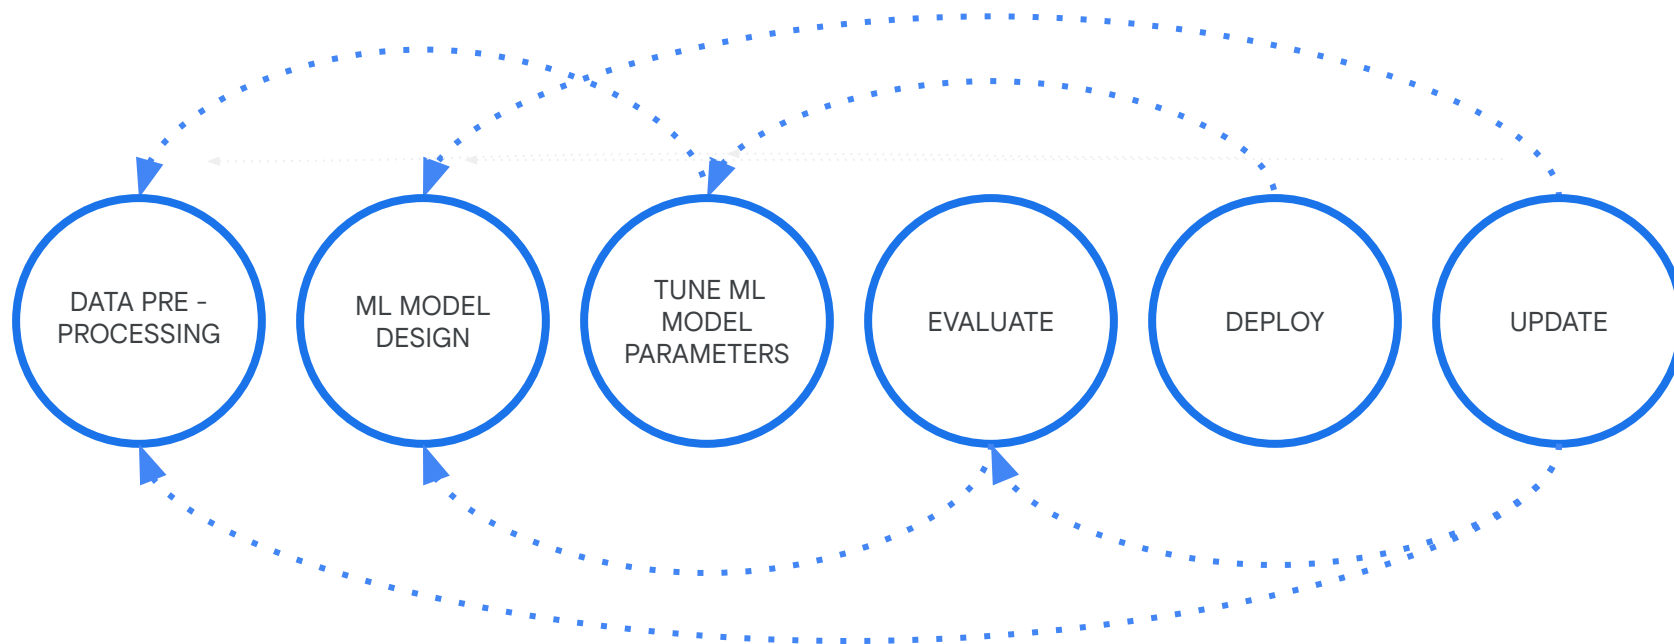 DATA PRE -
PROCESSING
ML MODEL
DESIGN
TUNE ML
MODEL
PARAMETERS
EVALUATE
DEPLOY
UPDATE